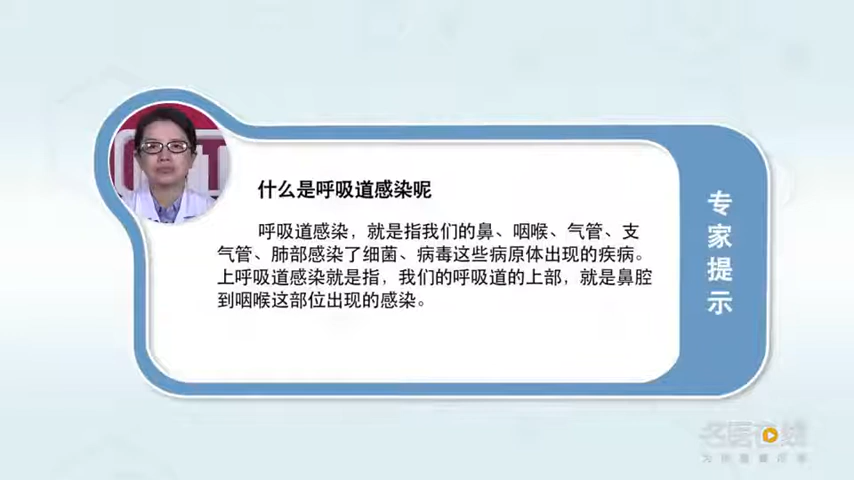 什么是呼吸道感染呢
呼吸道感染，就是指我们的鼻、咽喉、气管、支
气管、肺部感染了细菌、病毒这些病原体出现的疾病。
上呼吸道感染就是指，我们的呼吸道的上部，就是鼻腔
到咽喉这部位出现的感染。
专家提示
名医在线